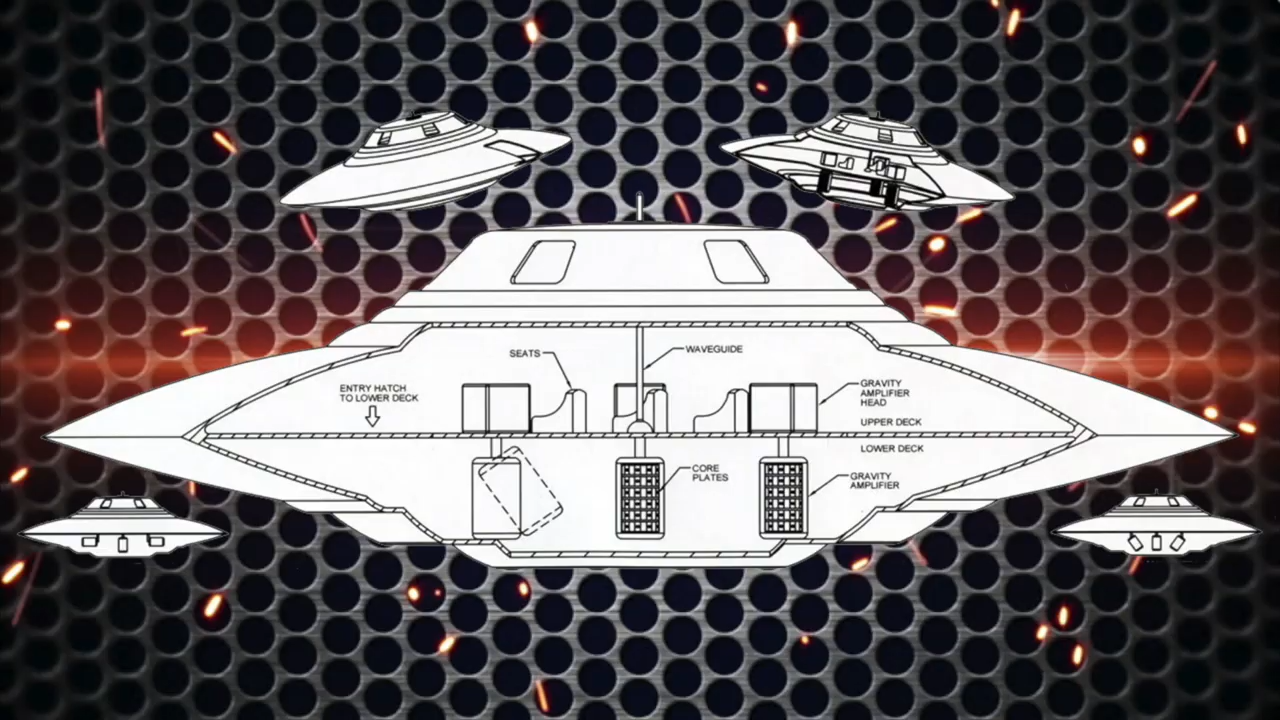 SEATS
WAVEGUIDE
ENTRY HATCH
TO LOWER DECK
GRAVITY
AMPLIFIER
HEAD
UPPER DECK
LOWER DECK
CORE
PLATES
GRAVITY
AMPLIFIER